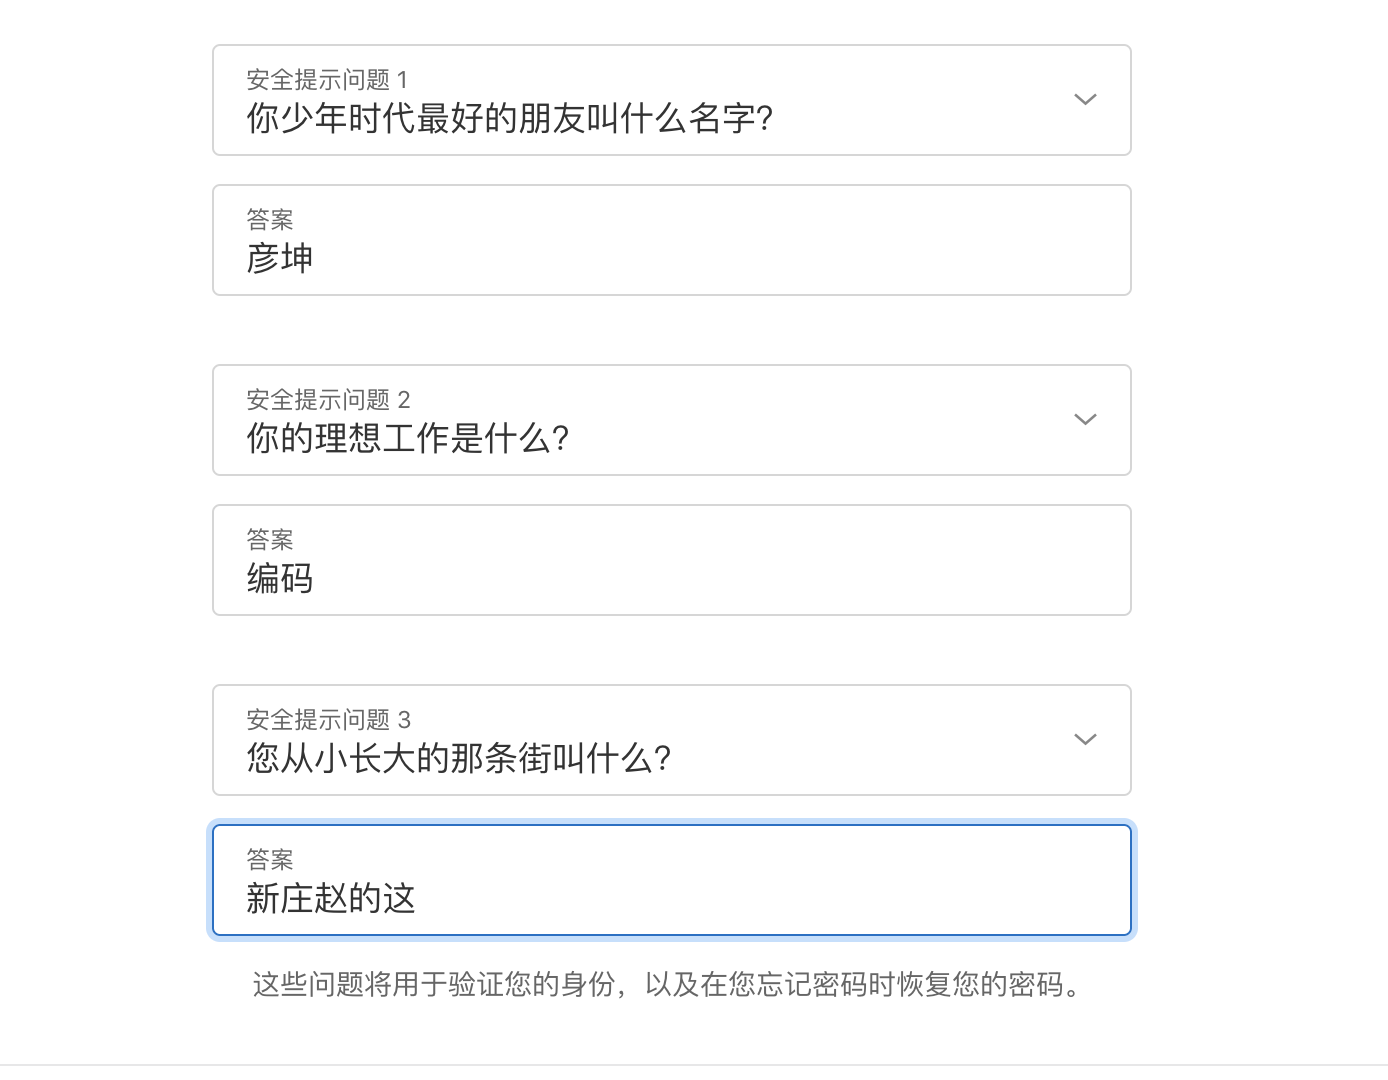 安全提示问题 1
你少年时代最好的朋友叫什么名字?
答案
彦坤
安全提示问题 2
你的理想工作是什么?
答案
编码
安全提示问题 3
您从小长大的那条街叫什么?
答案
新庄赵的这
这些问题将用于验证您的身份，以及在您忘记密码时恢复您的密码。